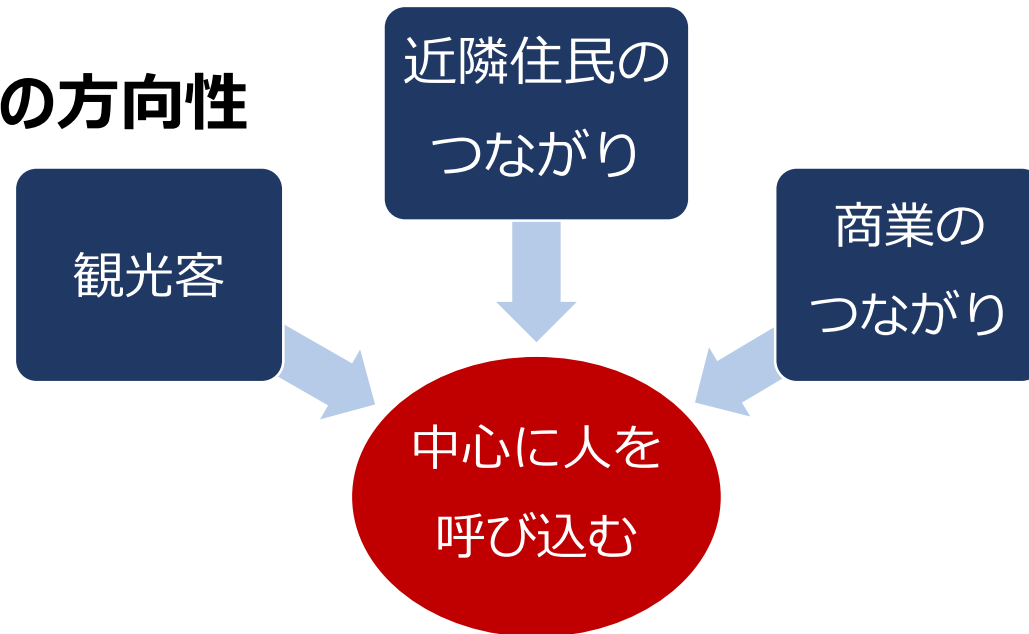 の方向性
近隣住民の
つながり
観光客
商業の
つながり
中心に人を
呼び込む